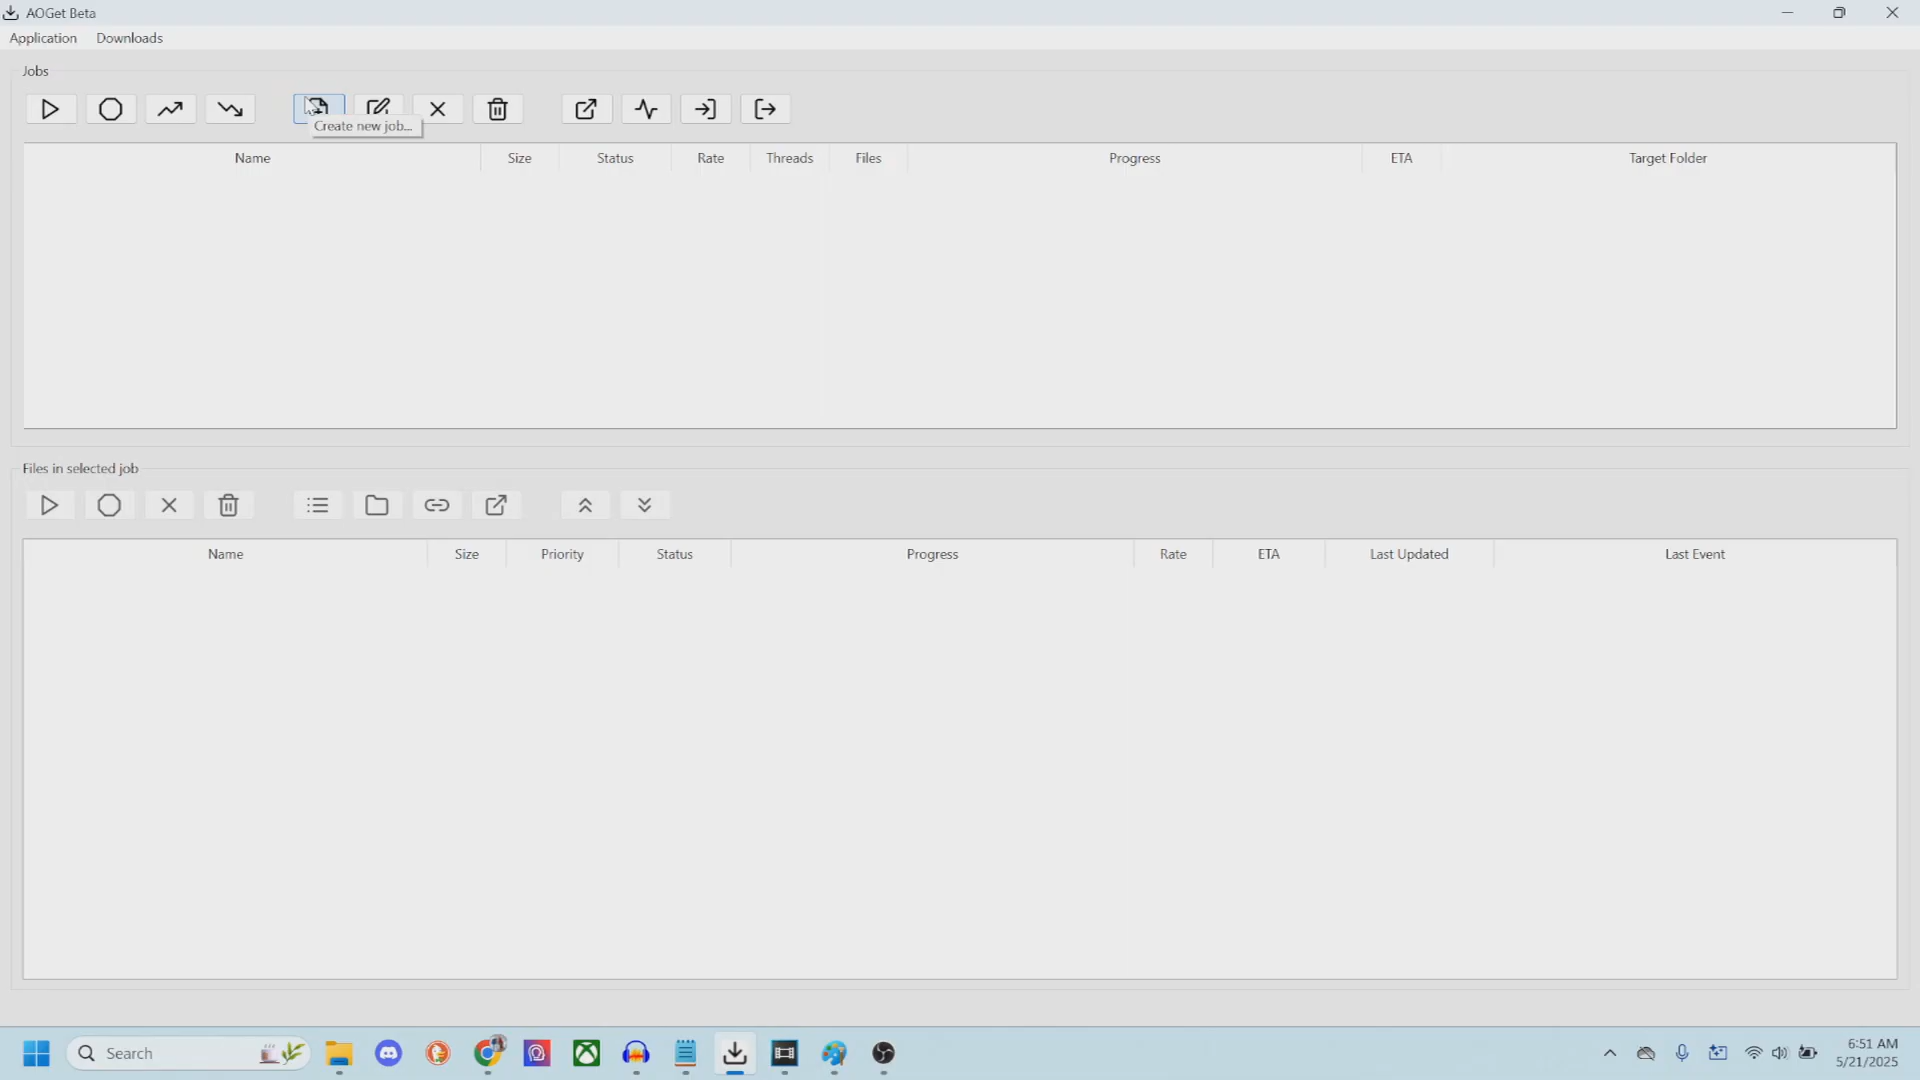 AOGet Beta
Application Downloads
Jobs
Create new job...
Name Size Status Rate Threads Files Progress ETA Target Folder
Files in selected job
Name Size Priority Status Progress Rate ETA Last Updated Last Event
Search
6:51 AM
5/21/2025